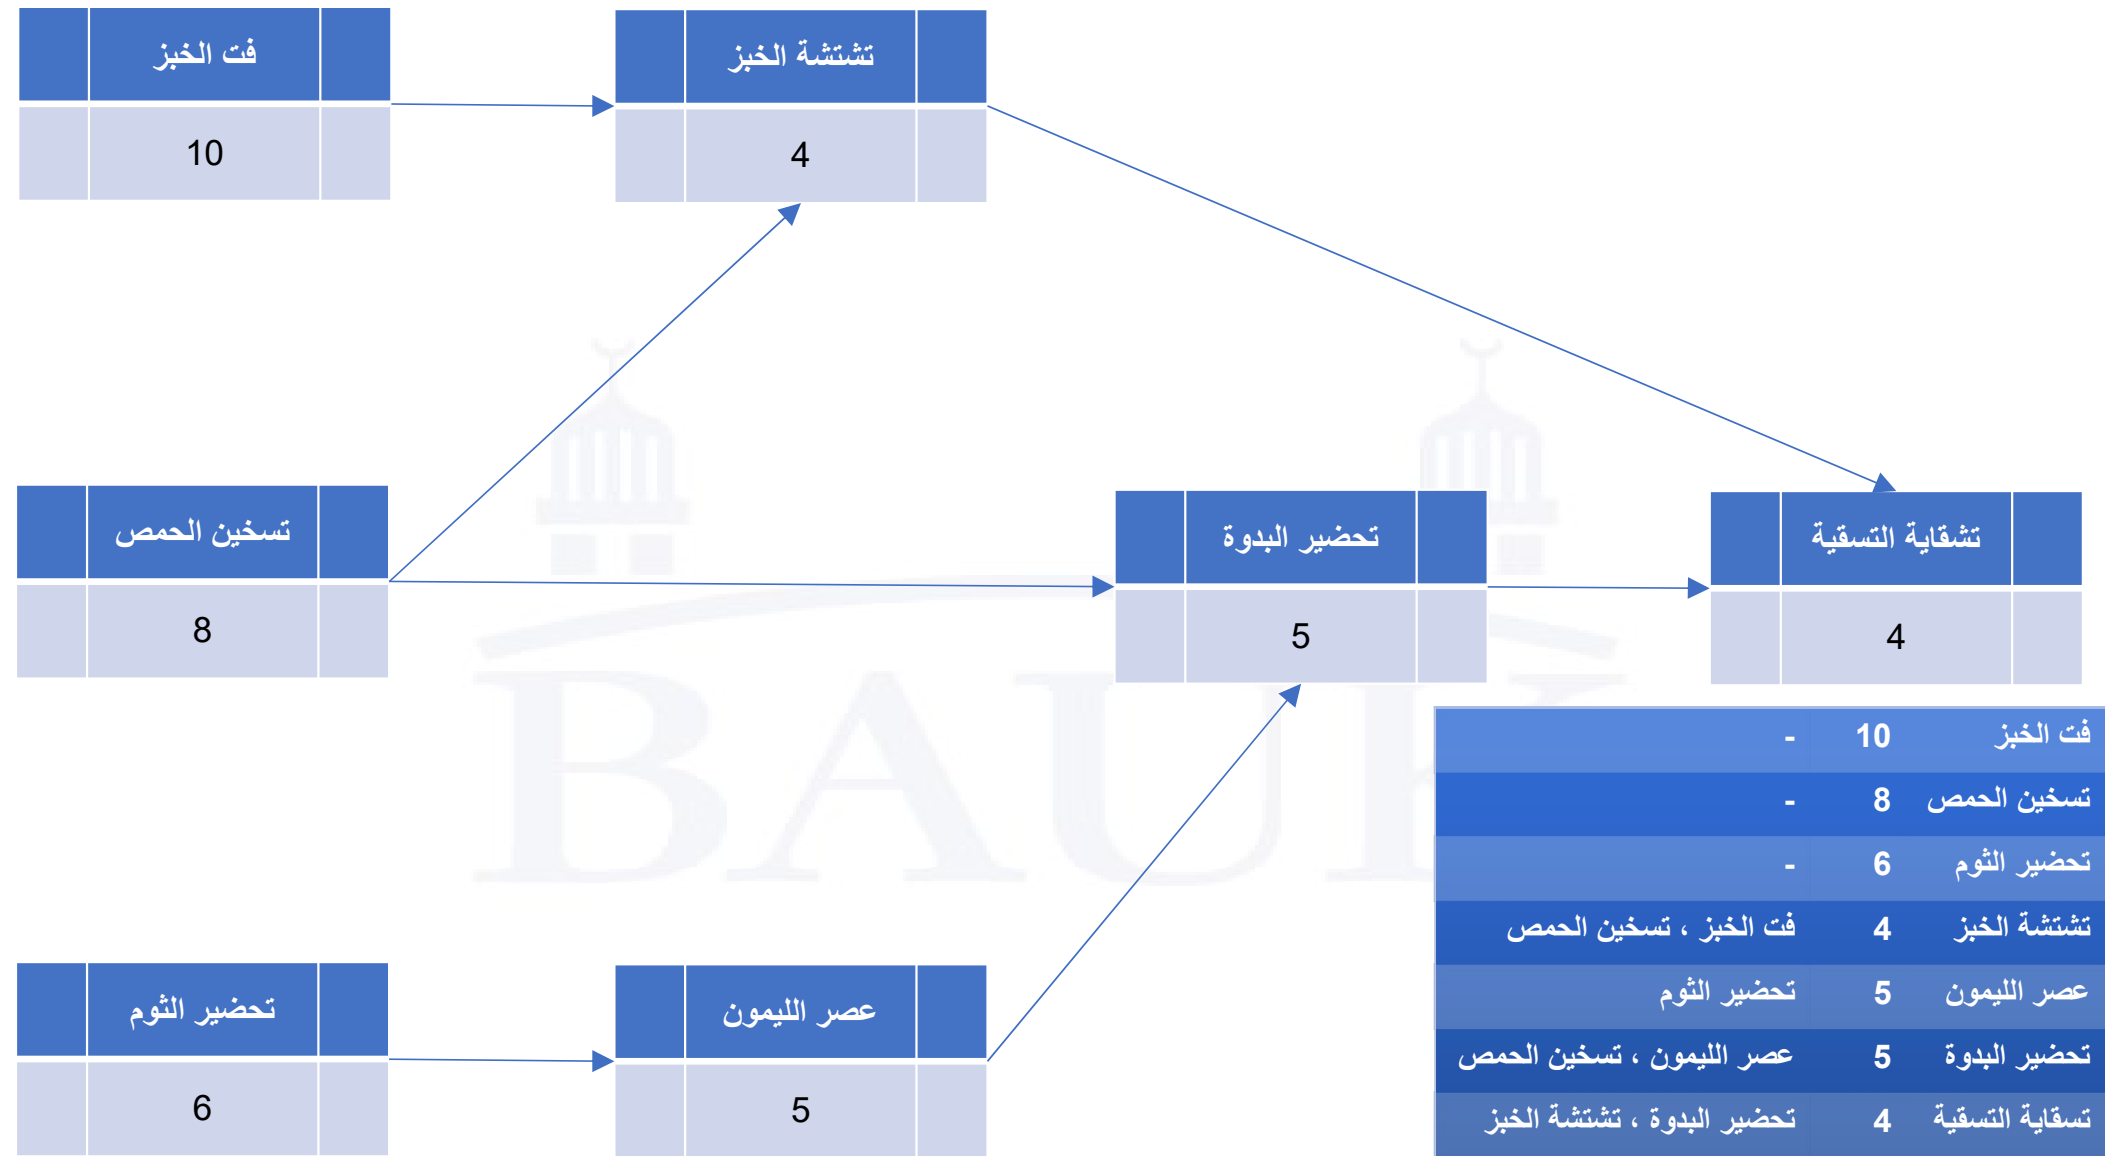 فت الخبز
10
تشتشة الخبز
4
تسخين الحمص
8
تحضير البدوة
5
تشقاية التسقية
4
تحضير الثوم
6
عصر الليمون
5
فت الخبز 10 -
تسخين الحمص 8 -
تحضير الثوم 6 -
تشتشة الخبز 4 فت الخبز ، تسخين الحمص
عصر الليمون 5 تحضير الثوم
تحضير البدوة 5 عصر الليمون ، تسخين الحمص
تسقاية التسقية 4 تحضير البدوة ، تشتشة الخبز
BAUK